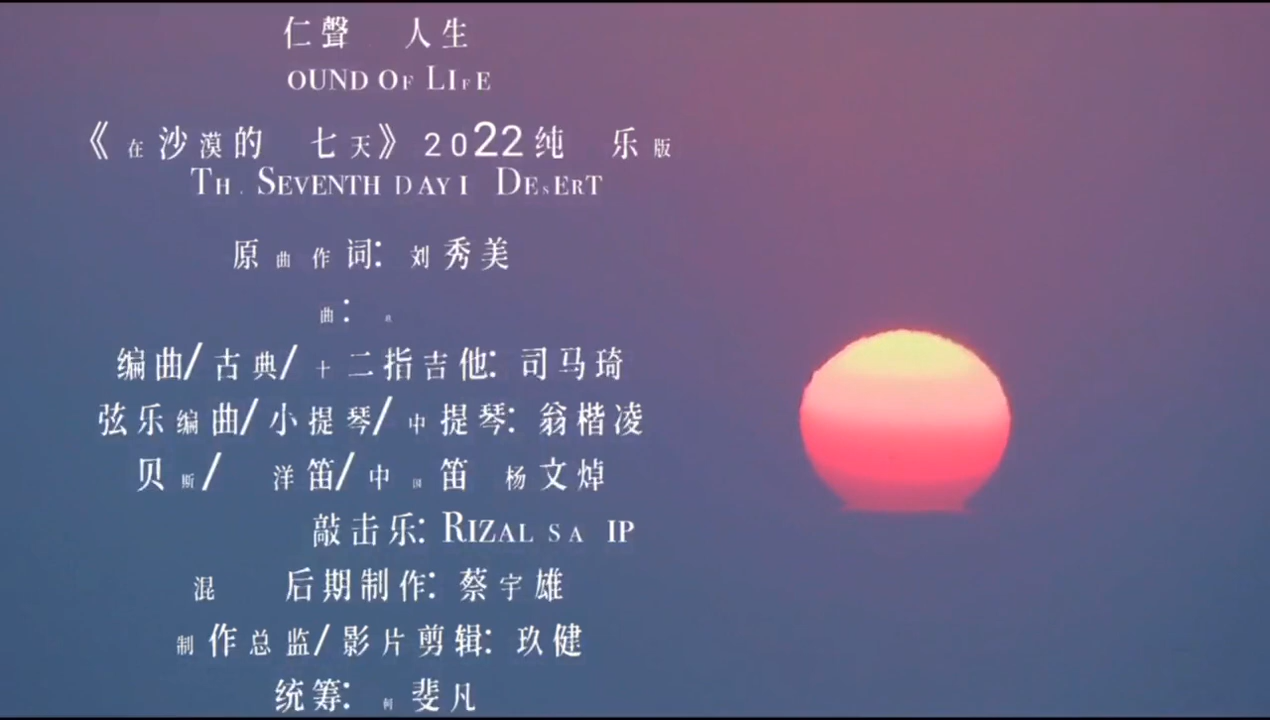 仁聲 人生
OUND OF LIFE
《在沙漠的 七天》2022纯 乐版
TH. SEVENTH DAY I DESERT
原曲作词: 刘秀美
曲:
编曲/古典/十二指吉他: 司马琦
弦乐编曲/小提琴/中提琴: 翁楷凌
贝斯/ 洋笛/中国笛 杨文焯
敲击乐: RIZAL SA IP
混 后期制作: 蔡宇雄
制作总监/影片剪辑: 玖健
统筹: 何斐凡